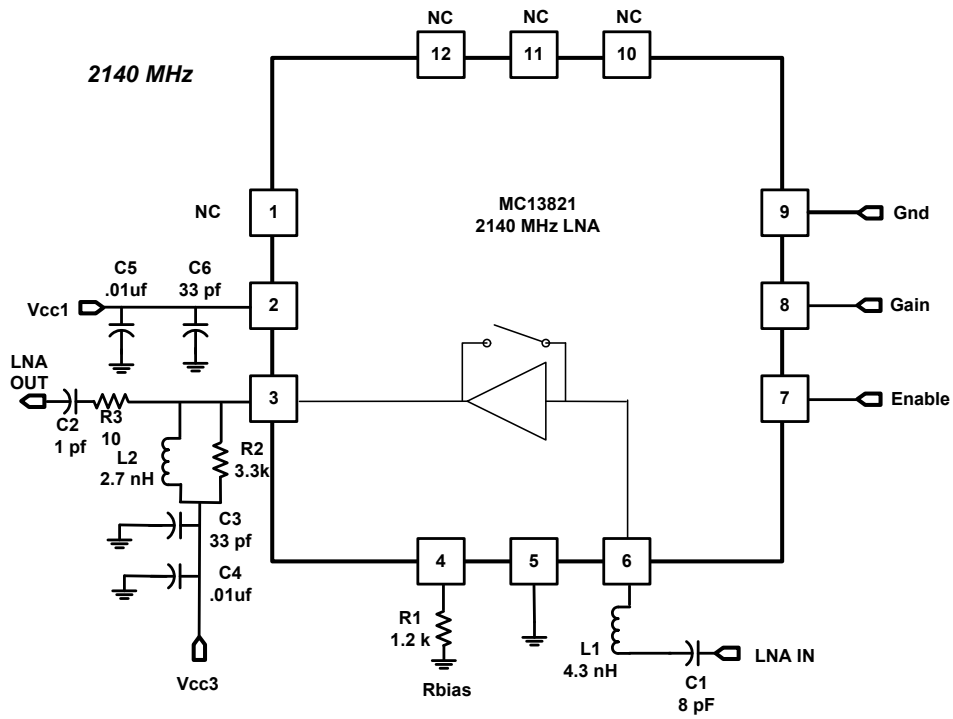 2140 MHz
NC
NC
NC
12
11
10
NC
1
MC13821
2140 MHz LNA
9
Gnd
C5
.01uf
C6
33 pf
Vcc1
2
8
Gain
LNA
OUT
3
7
Enable
C2
1 pf
R3
10
L2
2.7 nH
R2
3.3k
C3
33 pf
C4
.01uf
4
5
6
R1
1.2 k
Rbias
L1
4.3 nH
C1
8 pF
LNA IN
Vcc3